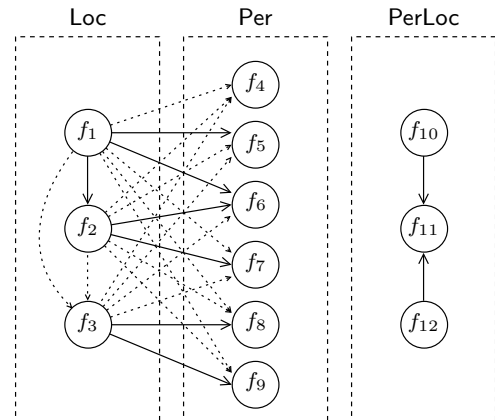 Loc Per PerLoc
f4
f1 f5 f10
f6
f2 f11
f7
f3 f8 f12
f9